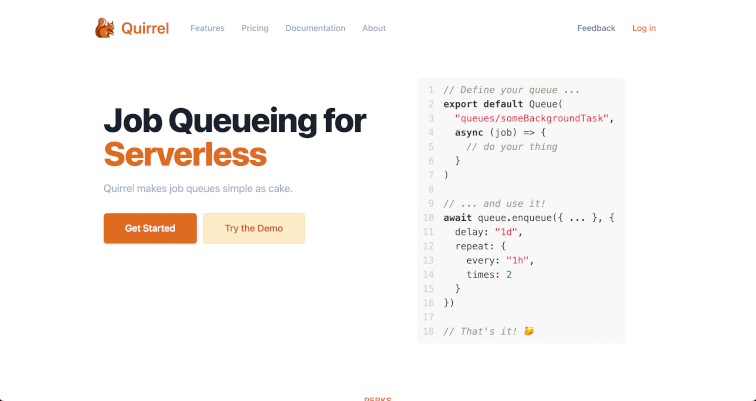 Quirrel
Features
Pricing
Documentation
About
Feedback
Log in
Job Queueing for
Serverless
Quirrel makes job queues simple as cake.
Get Started
Try the Demo
1 // Define your queue ...
2 export default Queue(
3   "queues/someBackgroundTask",
4   async (job) => {
5     // do your thing
6   }
7 )
8
9 // ... and use it!
10 await queue.enqueue({ ... }, {
11   delay: "1d",
12   repeat: {
13     every: "1h",
14     times: 2
15   }
16 })
17
18 // That's it! 🥳
PERKS